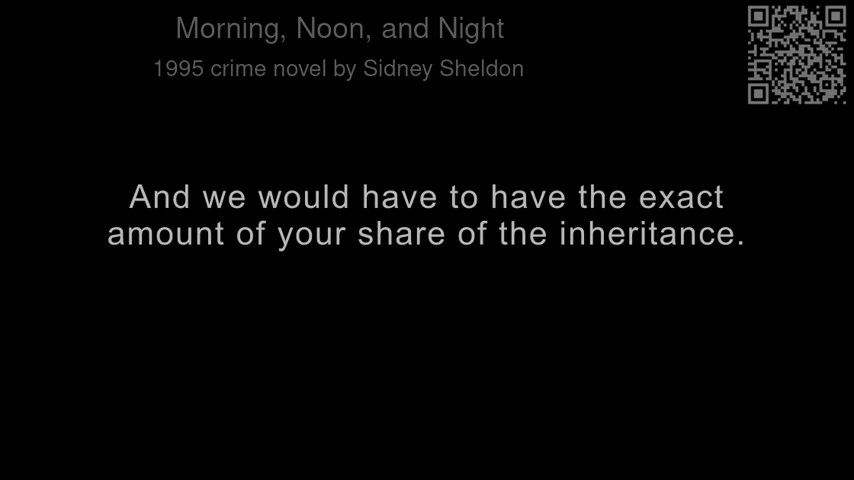 Morning, Noon, and Night
1995 crime novel by Sidney Sheldon
And we would have to have the exact
amount of your share of the inheritance.